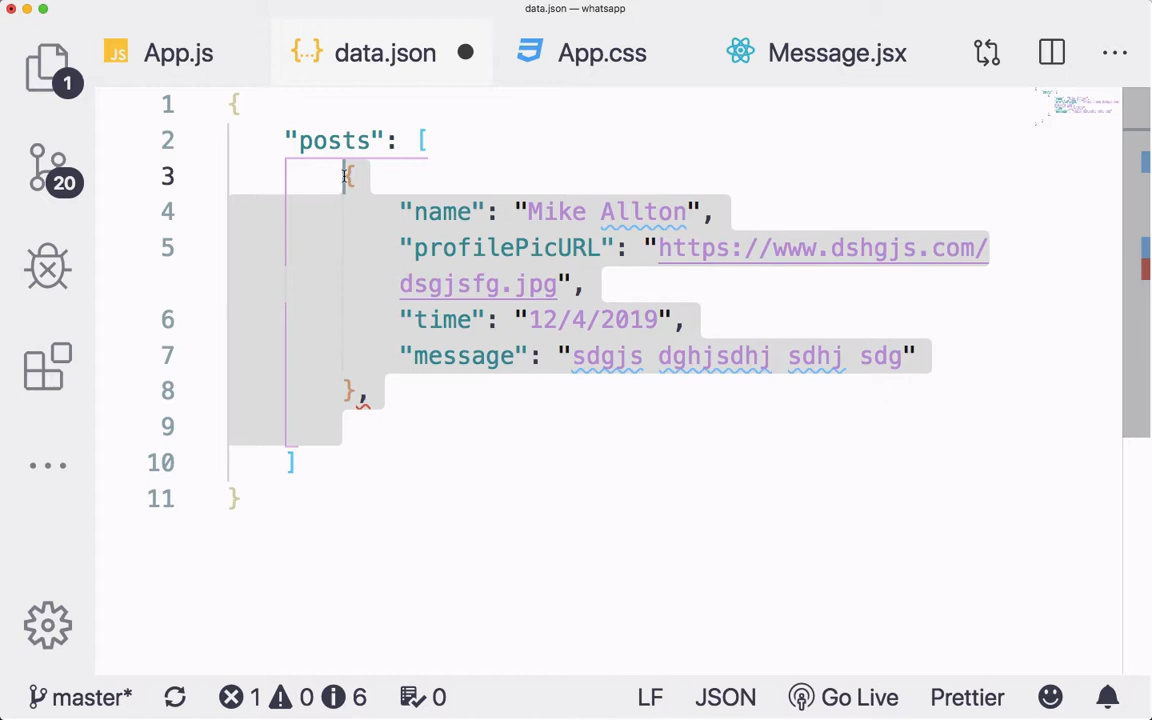 data.json — whatsapp
App.js
data.json
App.css
Message.jsx
1
20
1 {
2 "posts": [
3 {
4 "name": "Mike Allton",
5 "profilePicURL": "https://www.dshgjs.com/
dsgjsfg.jpg",
6 "time": "12/4/2019",
7 "message": "sdgjs dghjsdhj sdhj sdg"
8 },
9
10 ]
11 }
master* 1 0 6 0 LF JSON Go Live Prettier